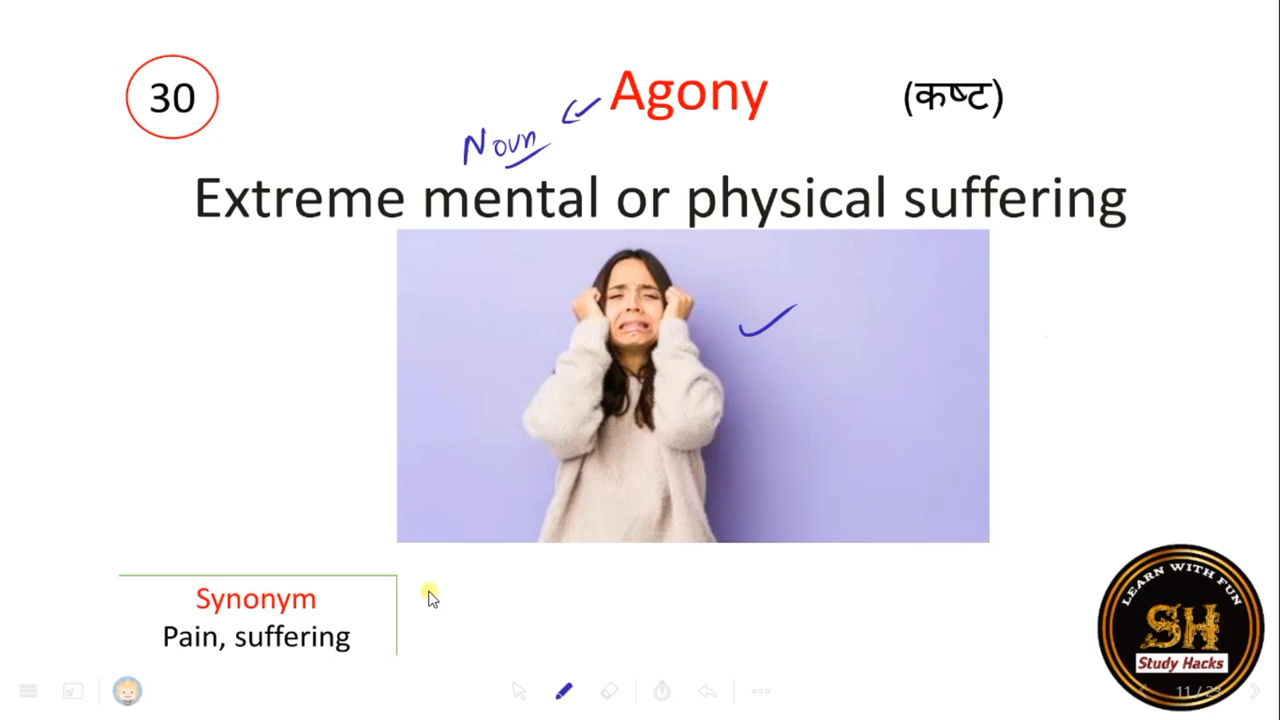 30
Agony
(कष्ट)
Noun
Extreme mental or physical suffering
Synonym
Pain, suffering
LEARN WITH FUN
SH
Study Hacks